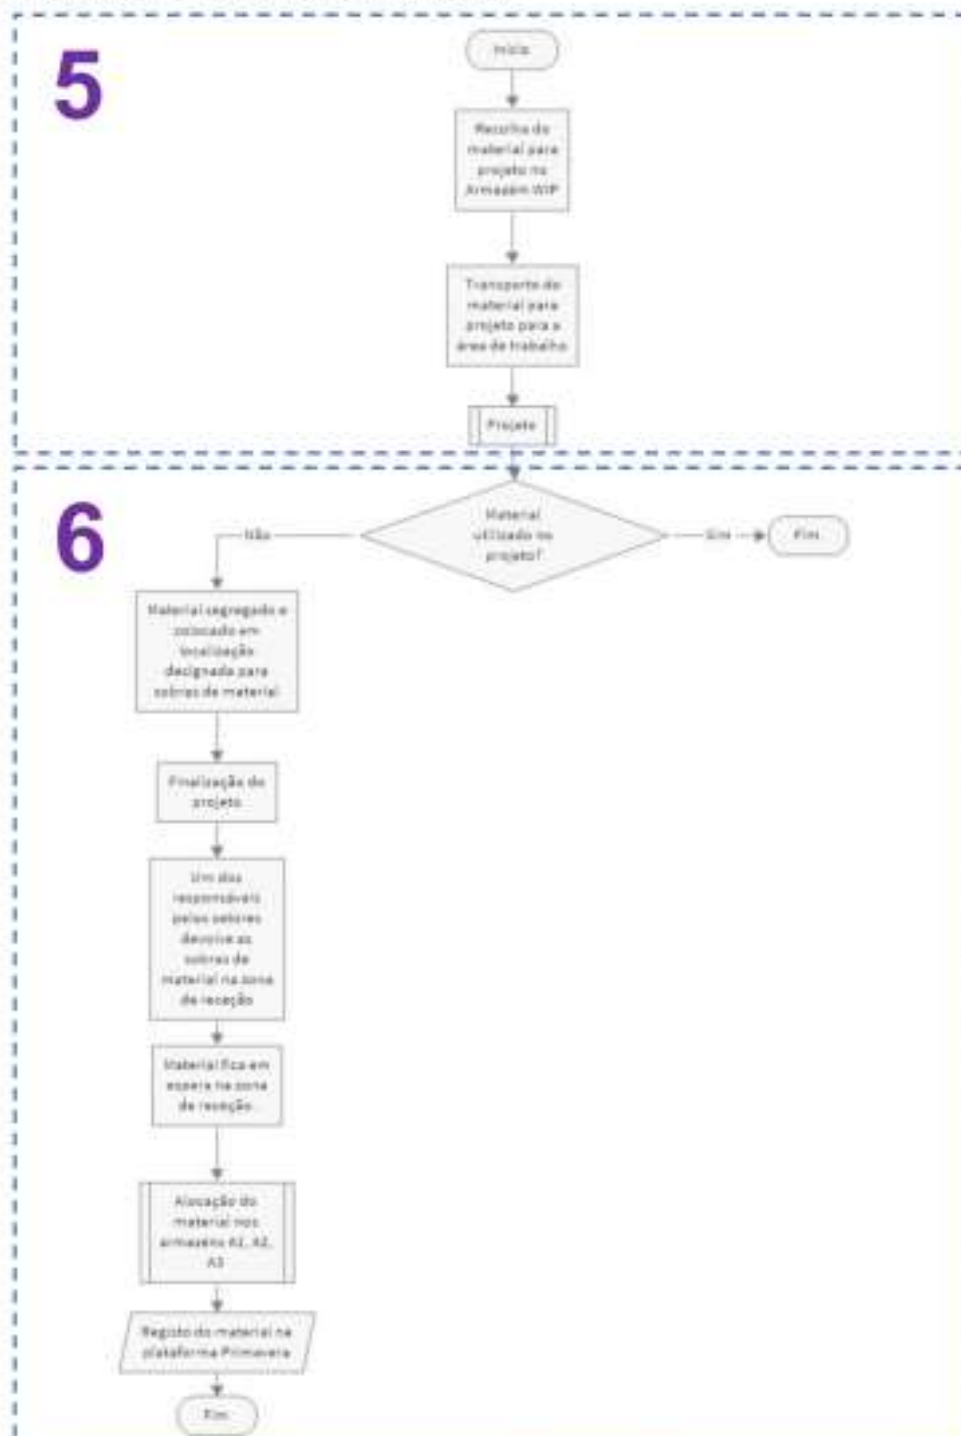 5
Início
Recolha do
material para
projeto no
Armazém WIP
Transporte do
material para
projeto para a
área de trabalho
Projeto
6
Material
utilizado no
projeto?
Não
Sim
Fim
Material segregado e
colocado em
localização
designada para
sobras de material
Finalização do
projeto
Um dos
responsáveis
pelos setores
devolve as
sobras de
material na zona
de receção
Material fica em
espera na zona
de receção
Alocação do
material nos
armazéns A1, A2,
A3
Registo do material na
plataforma Primavera
Fim